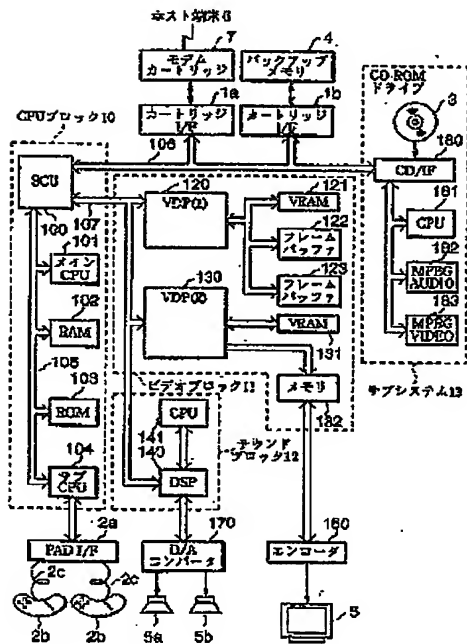 ホスト端末6
7
モデム
カートリッジ
4
バックアップ
メモリ
1a
カートリッジ
I/F
1b
カートリッジ
I/F
CD-ROM
ドライブ
3
180
CD/IF
181
CPU
182
MPEG
AUDIO
183
MPEG
VIDEO
サブシステム13
CPUブロック10
SCU
100
106
107
101
メイン
CPU
102
RAM
105
103
ROM
104
サブ
CPU
120
VDP(1)
121
VRAM
122
フレーム
バッファ
123
フレーム
バッファ
130
VRAM
131
メモリ
132
ビデオブロック11
CPU
141
140
DSP
サウンド
ブロック12
2a
PAD I/F
2c
2c
2b
2b
170
D/A
コンバータ
5a
5b
160
エンコーダ
5